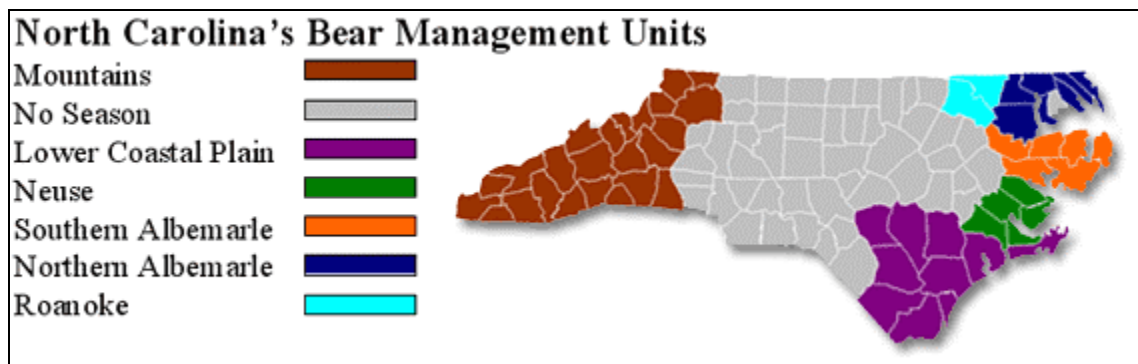 North Carolina's Bear Management Units
Mountains
No Season
Lower Coastal Plain
Neuse
Southern Albemarle
Northern Albemarle
Roanoke